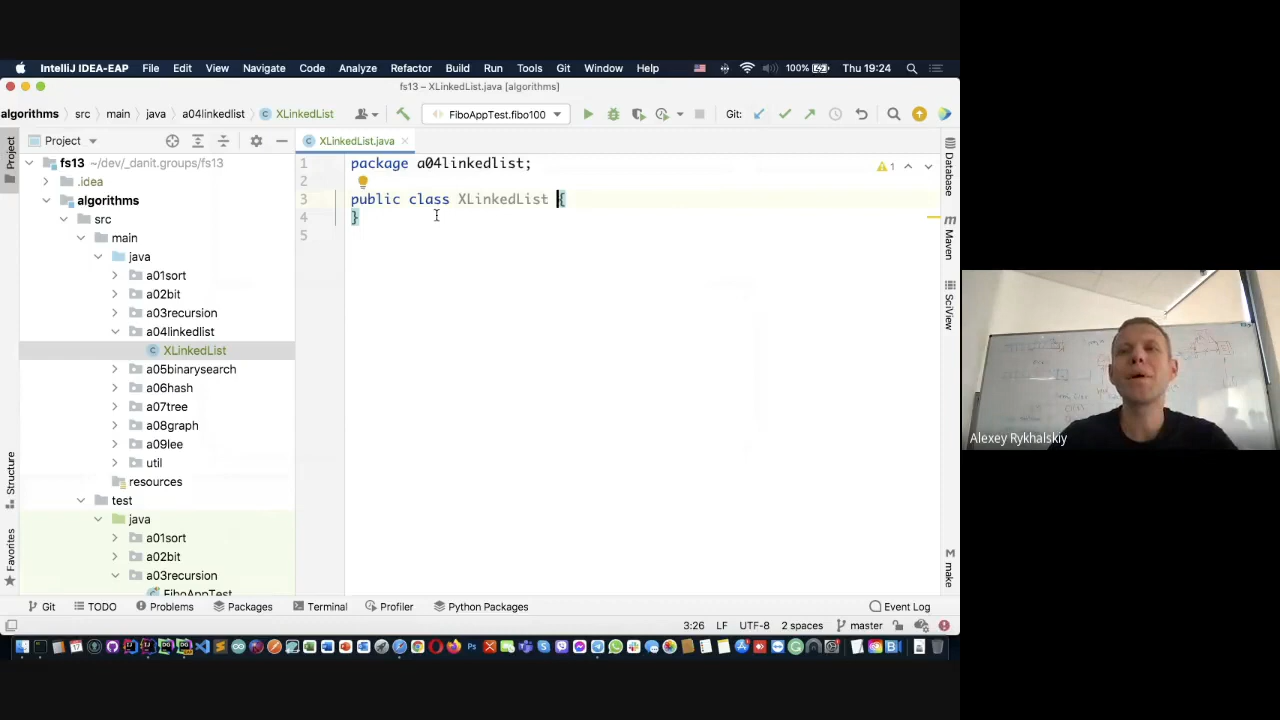 IntelliJ IDEA-EAP File Edit View Navigate Code Analyze Refactor Build Run Tools Git Window Help 100% Thu 19:24
fs13 – XLinkedList.java [algorithms]
algorithms src main java a04linkedlist XLinkedList FiboAppTest.fibo100 Git:
Project XLinkedList.java
Project
fs13 ~/dev_danit.groups/fs13
.idea
algorithms
src
main
java
a01sort
a02bit
a03recursion
a04linkedlist
XLinkedList
a05binarysearch
a06hash
a07tree
a08graph
a09lee
util
resources
test
java
a01sort
a02bit
a03recursion
FiboAppTest
Structure
Favorites
1 package a04linkedlist;
2
3 public class XLinkedList {
4 }
5
1
Database
Maven
SciView
make
Git TODO Problems Packages Terminal Profiler Python Packages Event Log
3:26 LF UTF-8 2 spaces master
Alexey Rykhalskiy